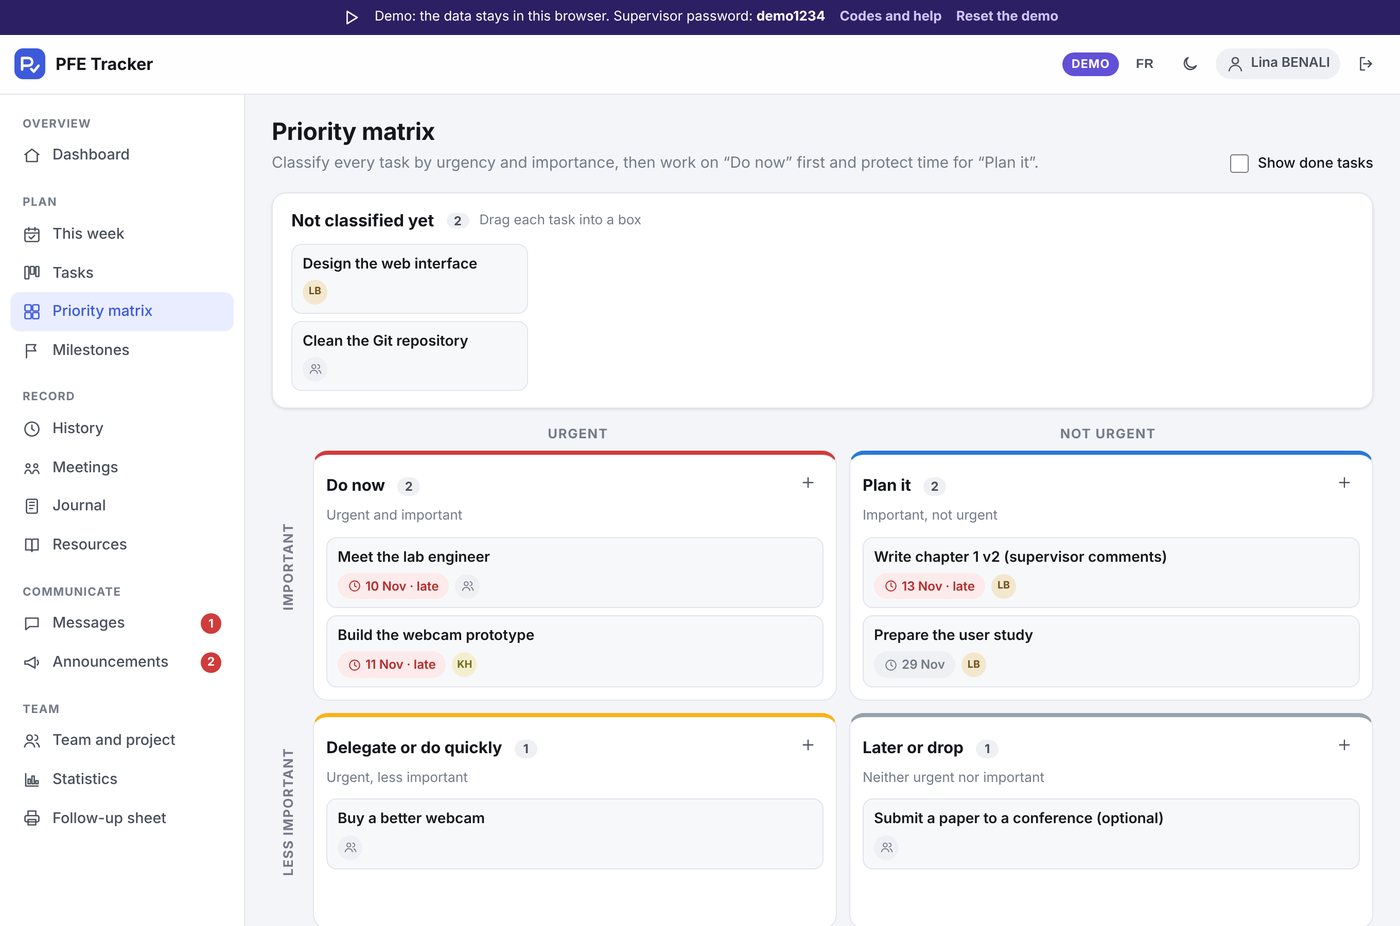 Demo: the data stays in this browser. Supervisor password: demo1234 Codes and help Reset the demo
PFE Tracker
DEMO FR Lina BENALI
OVERVIEW
Dashboard
PLAN
This week
Tasks
Priority matrix
Milestones
RECORD
History
Meetings
Journal
Resources
COMMUNICATE
Messages 1
Announcements 2
TEAM
Team and project
Statistics
Follow-up sheet
Priority matrix
Classify every task by urgency and importance, then work on “Do now” first and protect time for “Plan it”.
Show done tasks
Not classified yet 2 Drag each task into a box
Design the web interface
LB
Clean the Git repository
URGENT
NOT URGENT
IMPORTANT
Do now 2
Urgent and important
Meet the lab engineer
10 Nov · late
Build the webcam prototype
11 Nov · late KH
Plan it 2
Important, not urgent
Write chapter 1 v2 (supervisor comments)
13 Nov · late LB
Prepare the user study
29 Nov LB
LESS IMPORTANT
Delegate or do quickly 1
Urgent, less important
Buy a better webcam
Later or drop 1
Neither urgent nor important
Submit a paper to a conference (optional)